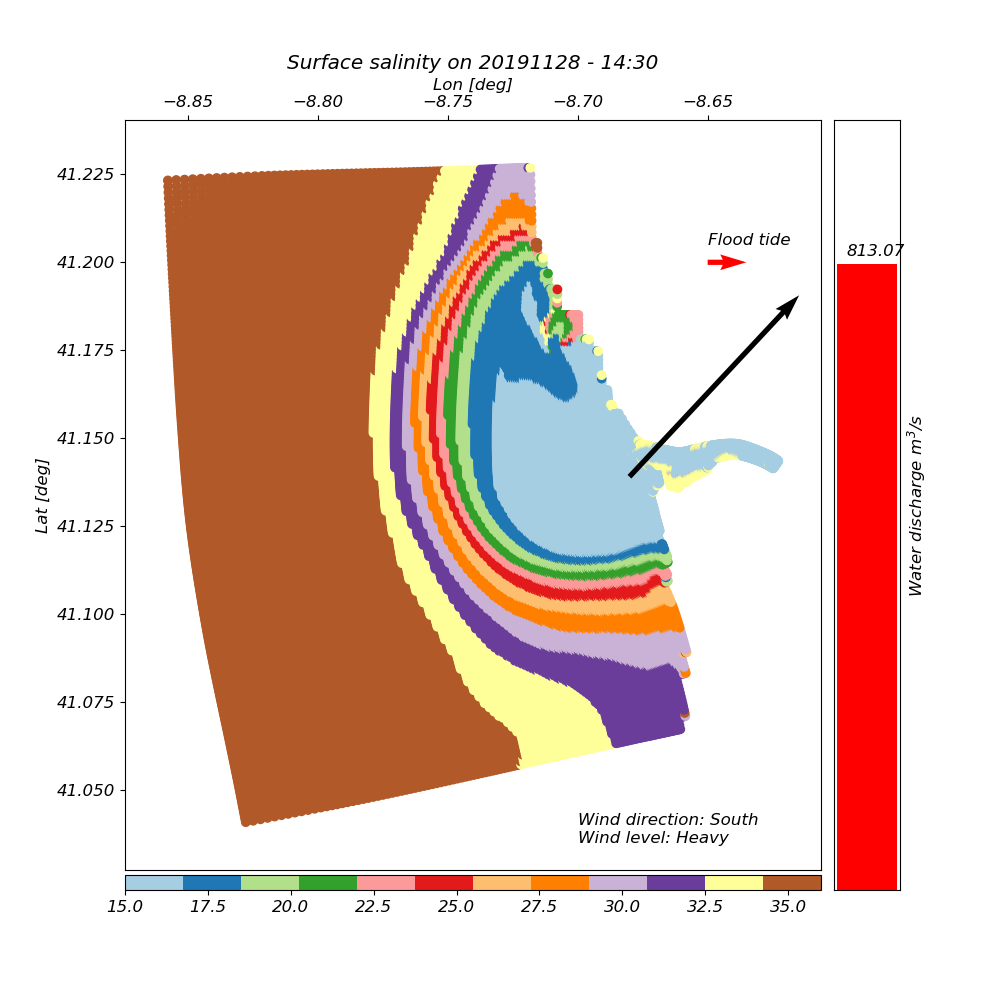 Surface salinity on 20191128 - 14:30
Lon [deg]
−8.85 −8.80 −8.75 −8.70 −8.65
41.225
41.200
41.175
41.150
41.125
41.100
41.075
41.050
Lat [deg]
Flood tide
813.07
Water discharge m³/s
Wind direction: South
Wind level: Heavy
15.0 17.5 20.0 22.5 25.0 27.5 30.0 32.5 35.0